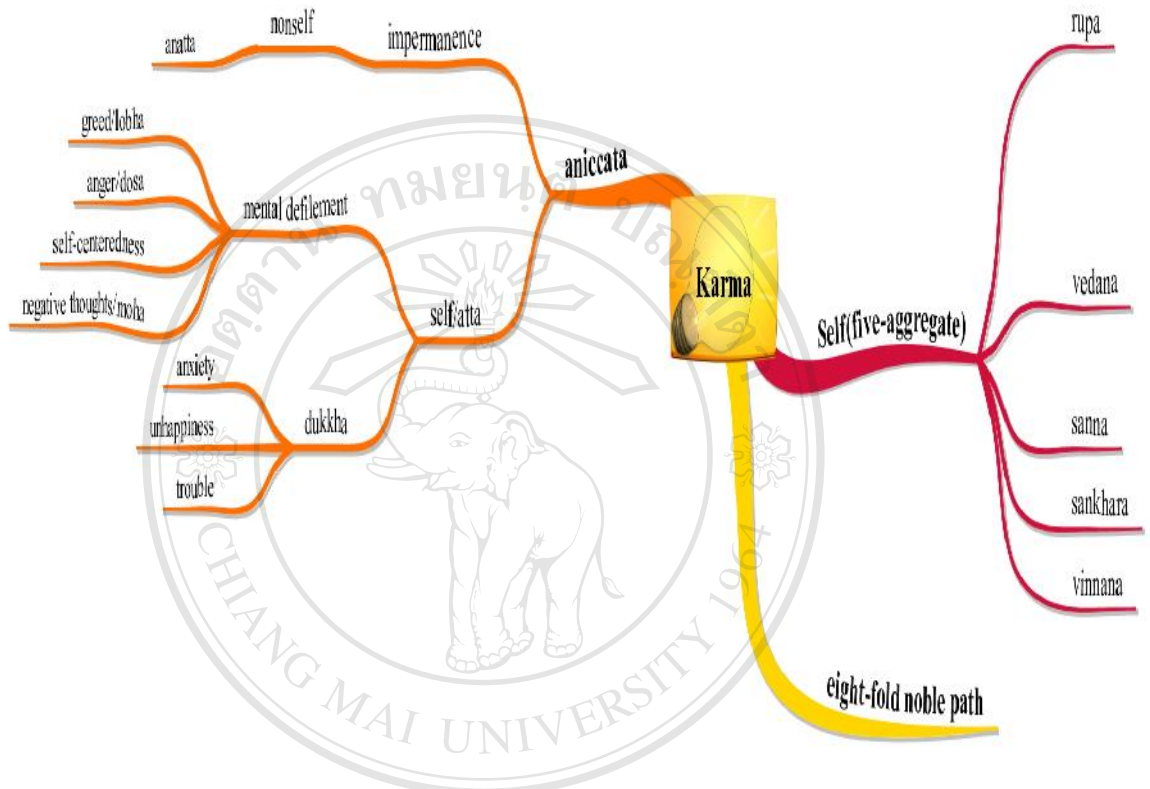 Karma
aniccata
impermanence
nonself
anatta
self/atta
mental defilement
greed/lobha
anger/dosa
self-centeredness
negative thoughts/moha
dukkha
anxiety
unhappiness
trouble
Self(five-aggregate)
rupa
vedana
sanna
sankhara
vinnana
eight-fold noble path
CHIANG MAI UNIVERSITY 1964